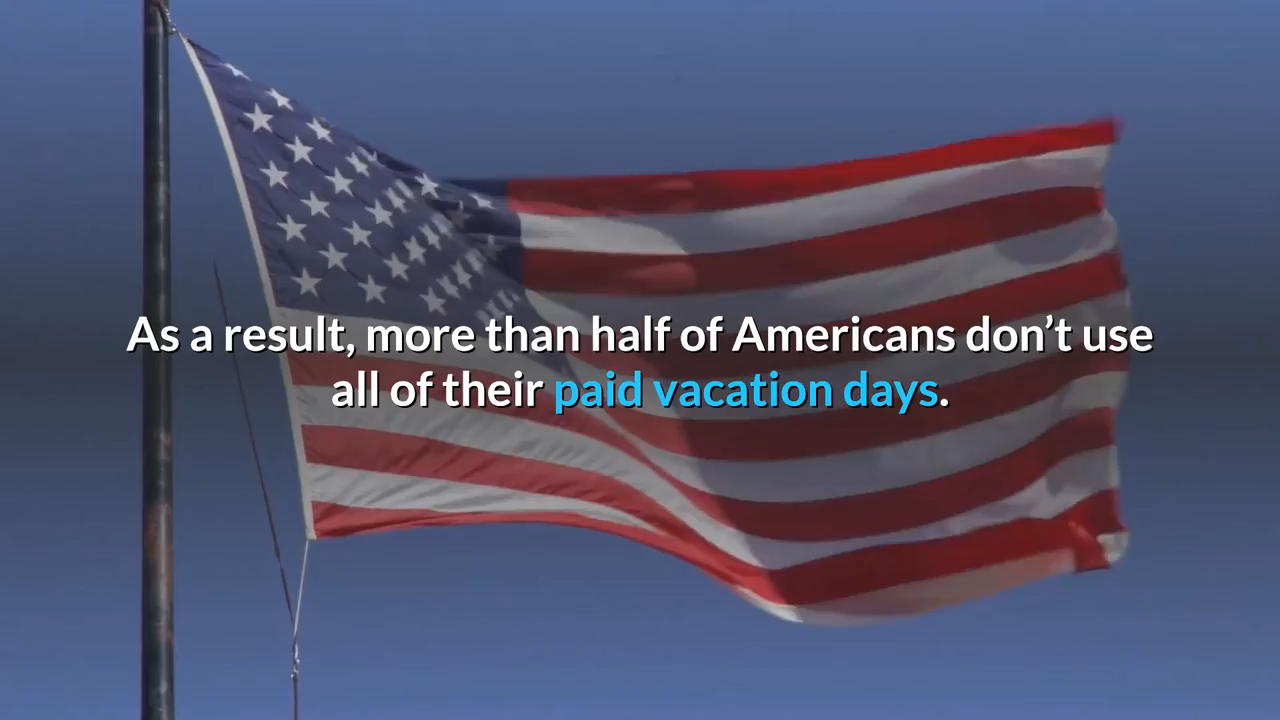 As a result, more than half of Americans don’t use
all of their paid vacation days.